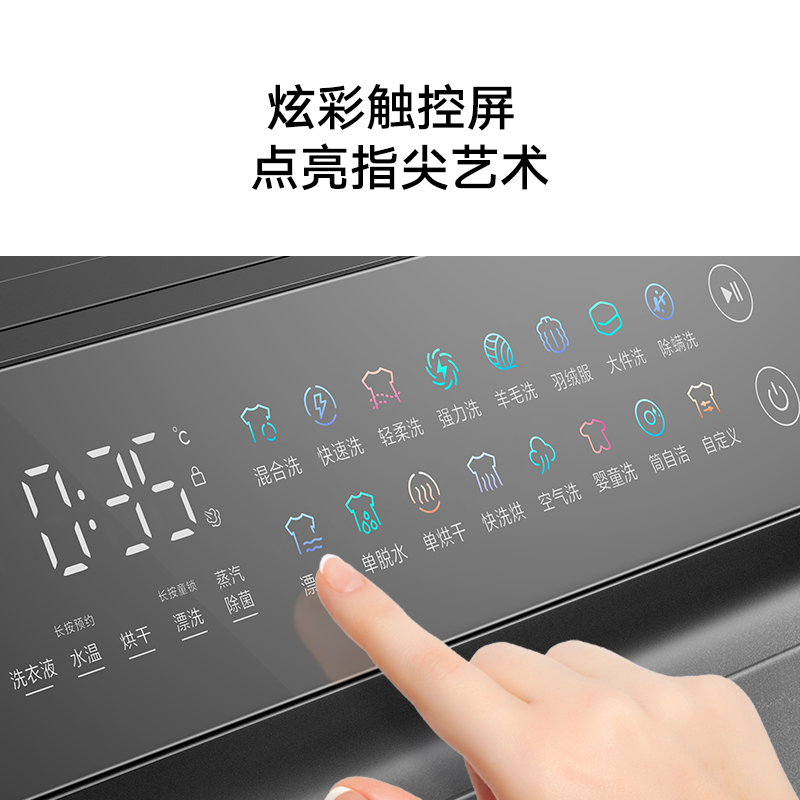 炫彩触控屏
点亮指尖艺术
0:35 °C
混合洗 快速洗 轻柔洗 强力洗 羊毛洗 羽绒服 大件洗 除螨洗
漂 单脱水 单烘干 快洗烘 空气洗 婴童洗 筒自洁 自定义
长按预约 长按童锁
洗衣液 水温 烘干 漂洗 蒸汽除菌